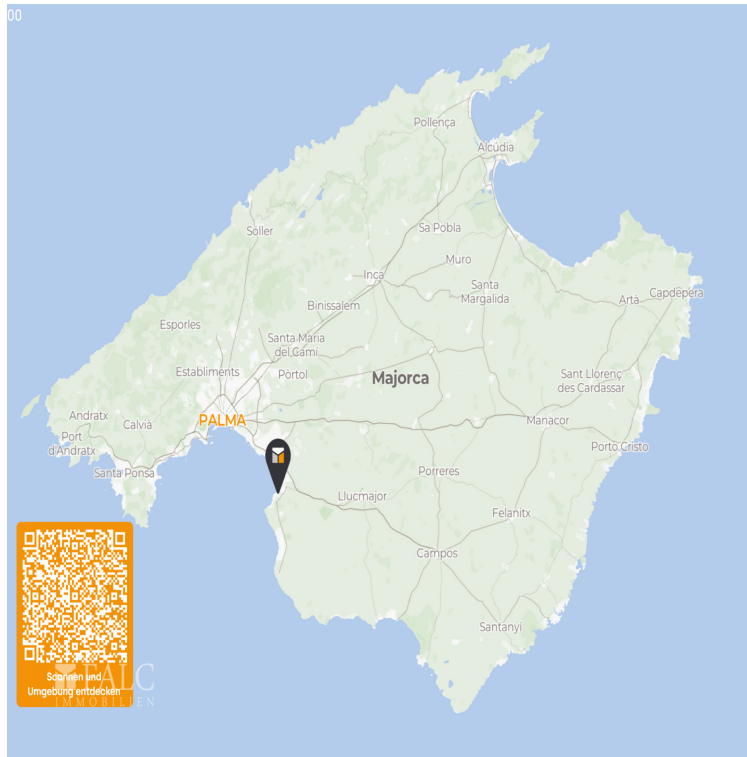 00
Pollença
Alcúdia
Sóller
Sa Pobla
Muro
Inca
Santa
Margalida
Artà
Capdepera
Binissalem
Esporles
Santa Maria
del Camí
Establiments
Pòrtol
Majorca
Sant Llorenç
des Cardassar
Andratx
Calvià
PALMA
Manacor
Port
d'Andratx
Porto Cristo
Santa Ponsa
Porreres
Llucmajor
Felanitx
Campos
Santanyí
Scannen und
Umgebung entdecken
FALC
IMMOBILIEN